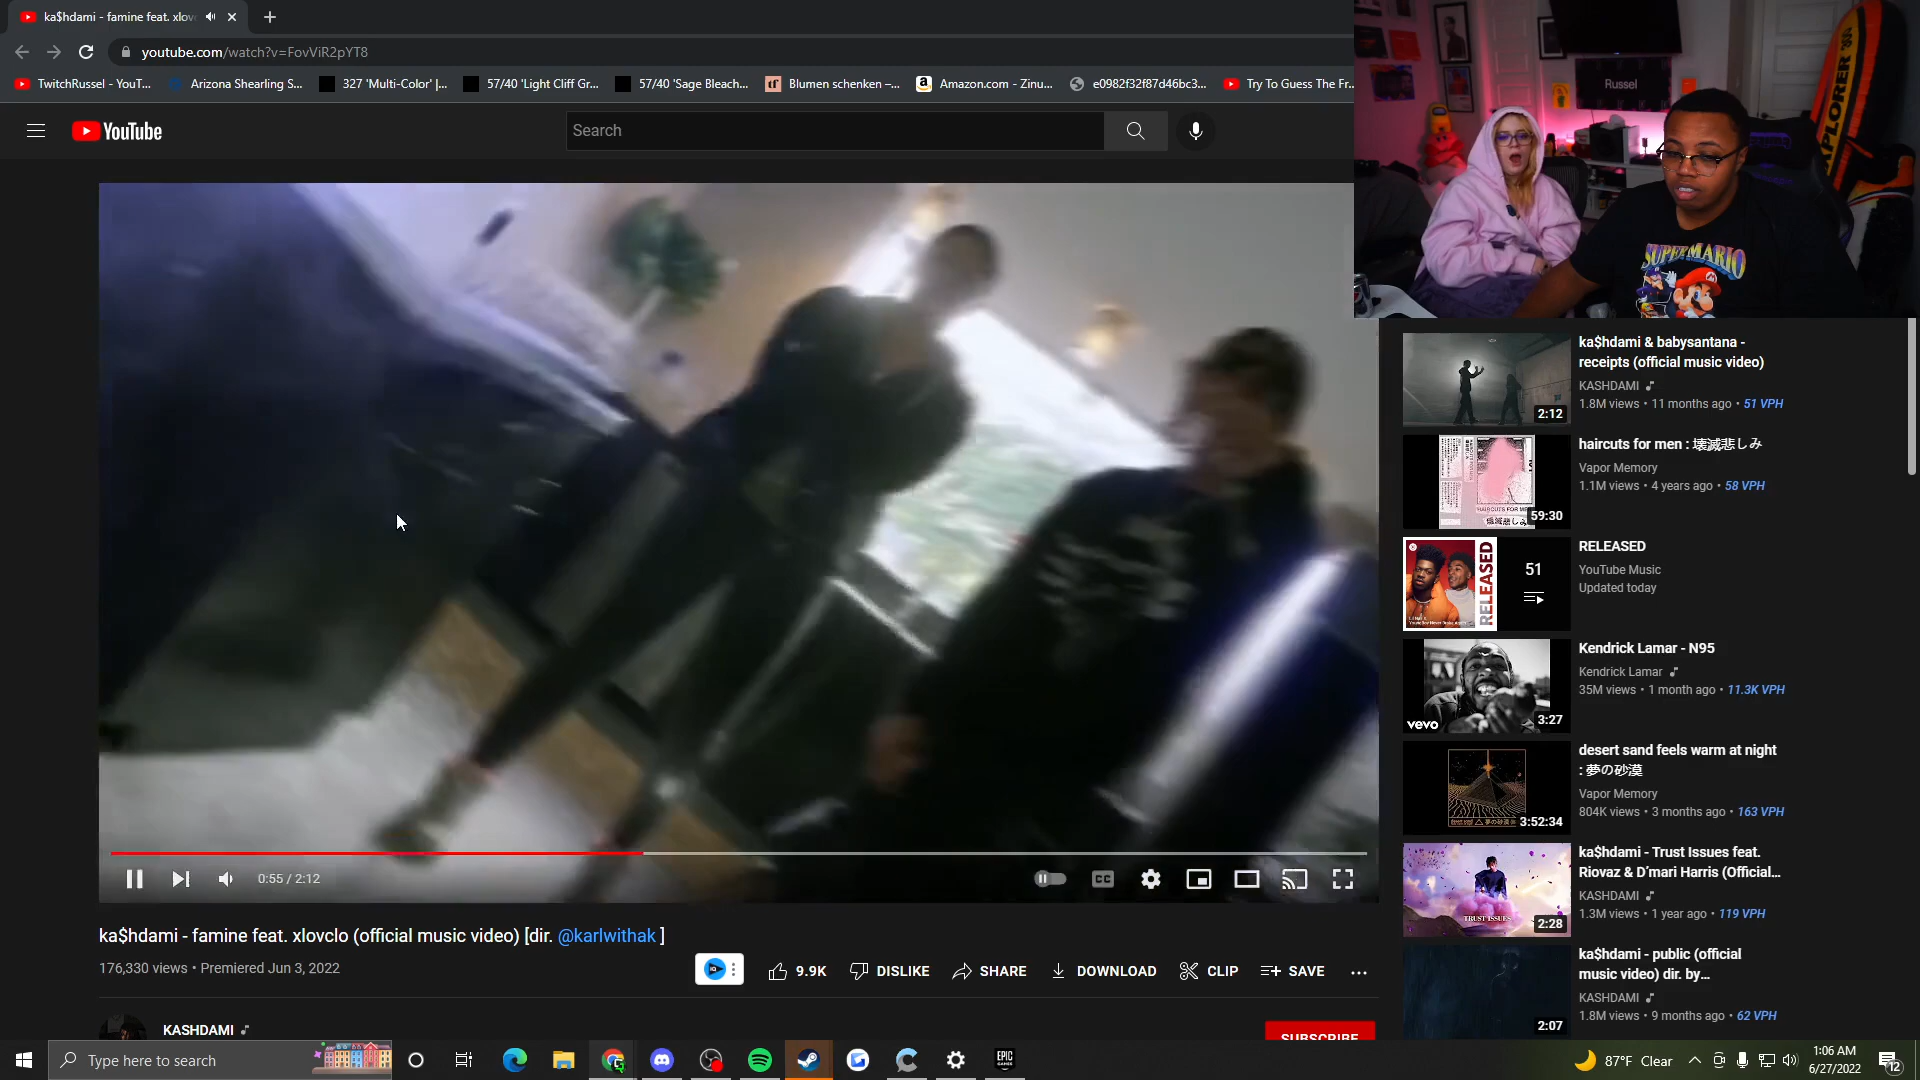 ka$hdami - famine feat. xlov
youtube.com/watch?v=FovViR2pYT8
TwitchRussel - YouT...
Arizona Shearling S...
327 'Multi-Color' |...
57/40 'Light Cliff Gr...
57/40 'Sage Bleach...
Blumen schenken –...
Amazon.com - Zinu...
e0982f32f87d46bc3...
Try To Guess The Fr...
YouTube
Search
Russel
EXPLORER
SUPER MARIO
ka$hdami & babysantana -
receipts (official music video)
KASHDAMI
1.8M views • 11 months ago • 51 VPH
2:12
haircuts for men : 壊滅悲しみ
Vapor Memory
1.1M views • 4 years ago • 58 VPH
HAIRCUTS FOR MEN
59:30
RELEASED
YouTube Music
Updated today
51
RELEASED
Kendrick Lamar - N95
Kendrick Lamar
35M views • 1 month ago • 11.3K VPH
vevo
3:27
desert sand feels warm at night
: 夢の砂漠
Vapor Memory
804K views • 3 months ago • 163 VPH
3:52:34
ka$hdami - Trust Issues feat.
Riovaz & D'mari Harris (Official...
KASHDAMI
1.3M views • 1 year ago • 119 VPH
TRUST ISSUES
2:28
ka$hdami - public (official
music video) dir. by...
KASHDAMI
1.8M views • 9 months ago • 62 VPH
2:07
0:55 / 2:12
CC
ka$hdami - famine feat. xlovclo (official music video) [dir. @karlwithak ]
176,330 views • Premiered Jun 3, 2022
9.9K
DISLIKE
SHARE
DOWNLOAD
CLIP
SAVE
KASHDAMI
SUBSCRIBE
Type here to search
EPIC
GAMES
87°F Clear
1:06 AM
6/27/2022
12